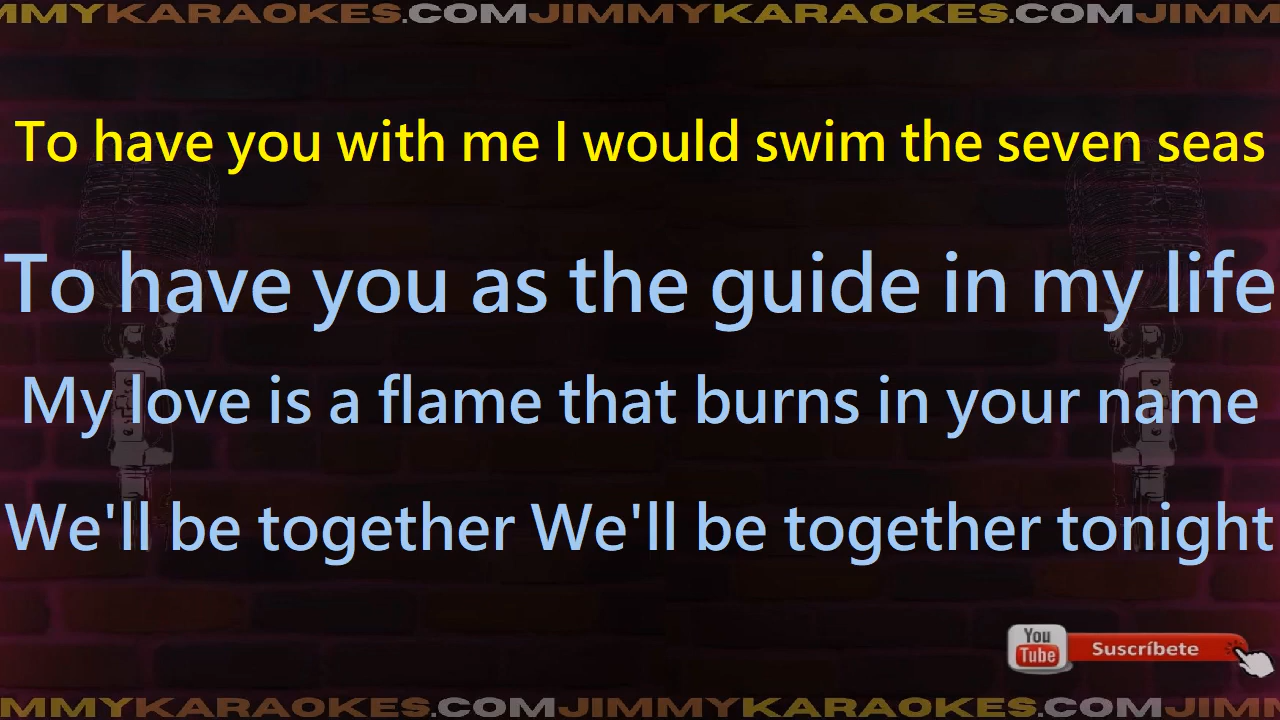 MMYKARAOKES.COMJIMMYKARAOKES.COMJIMM
To have you with me I would swim the seven seas
To have you as the guide in my life
My love is a flame that burns in your name
We'll be together We'll be together tonight
You
Tube
Suscríbete
MMYKARAOKES.COMJIMMYKARAOKES.COMJIM